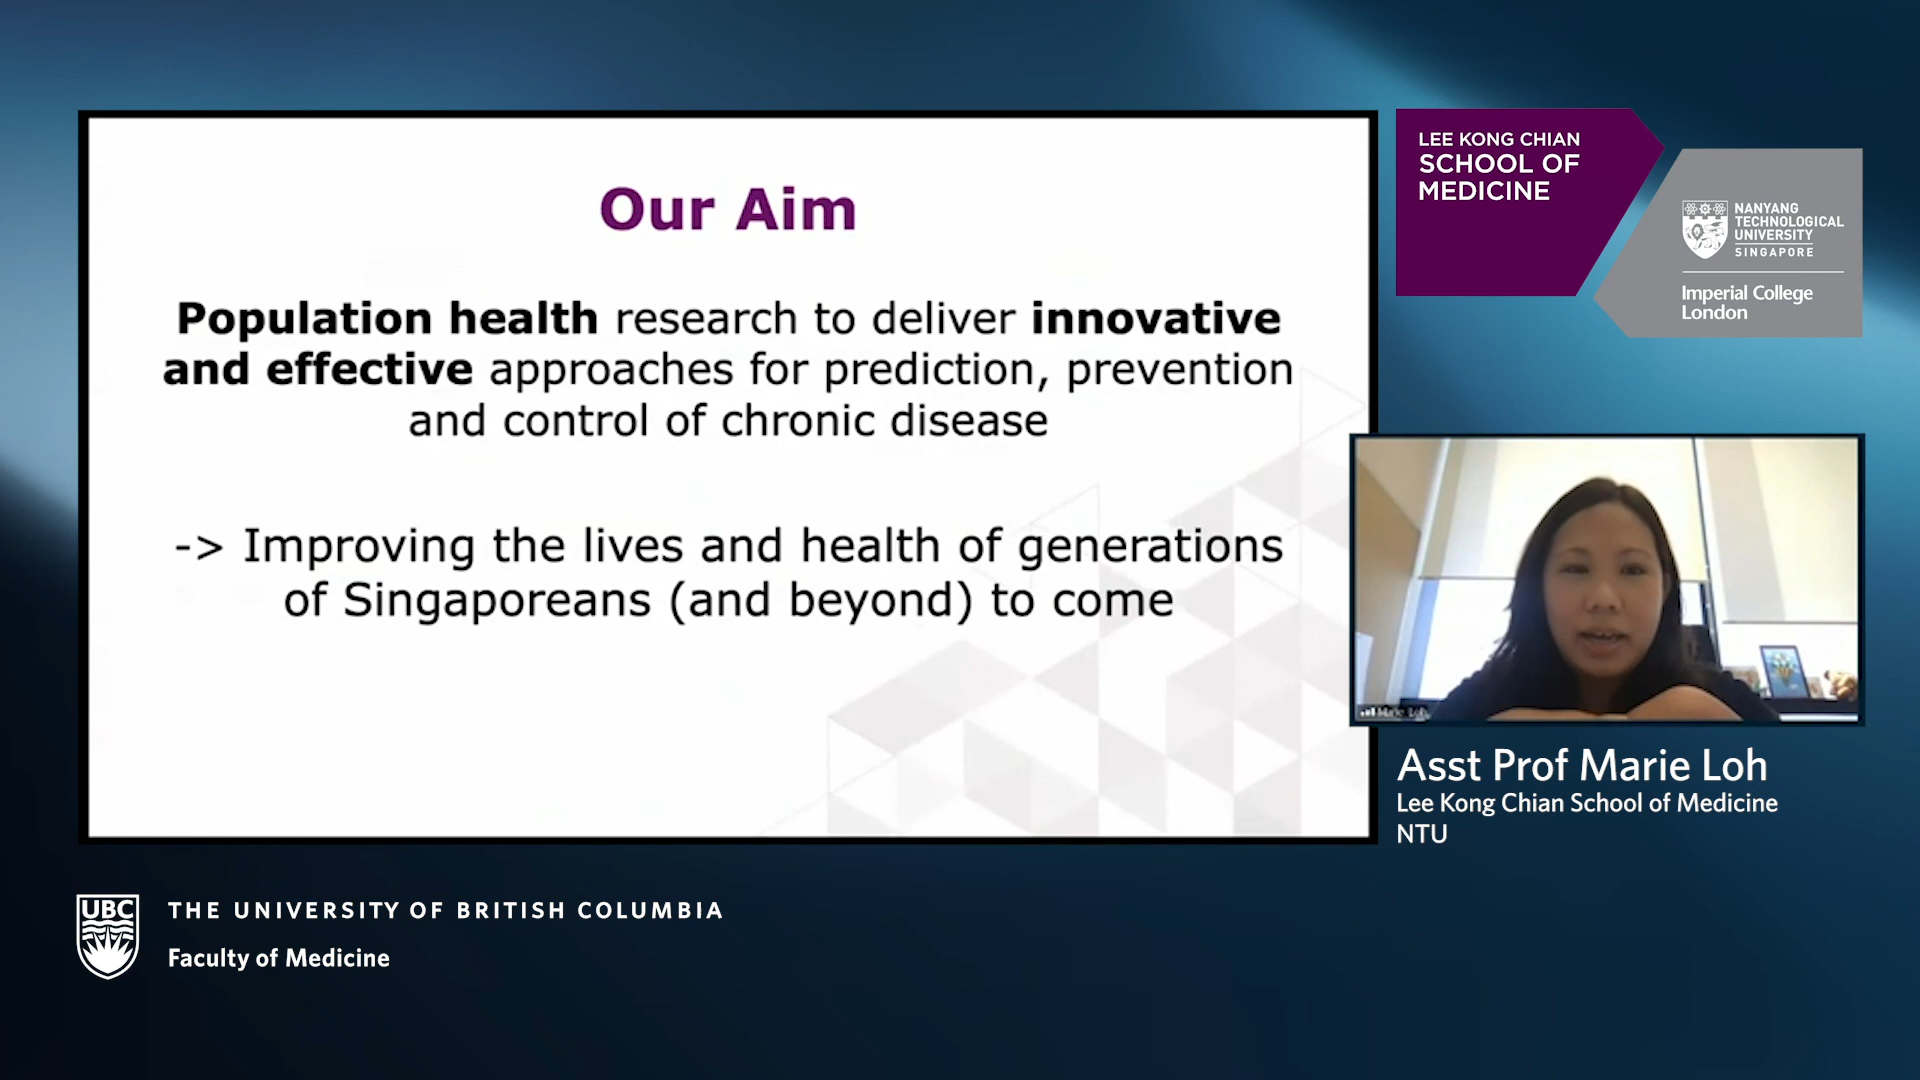 Our Aim
Population health research to deliver innovative
and effective approaches for prediction, prevention
and control of chronic disease
-> Improving the lives and health of generations
of Singaporeans (and beyond) to come
LEE KONG CHIAN
SCHOOL OF
MEDICINE
NANYANG
TECHNOLOGICAL
UNIVERSITY
SINGAPORE
Imperial College
London
Marie Loh
Asst Prof Marie Loh
Lee Kong Chian School of Medicine
NTU
UBC
THE UNIVERSITY OF BRITISH COLUMBIA
Faculty of Medicine